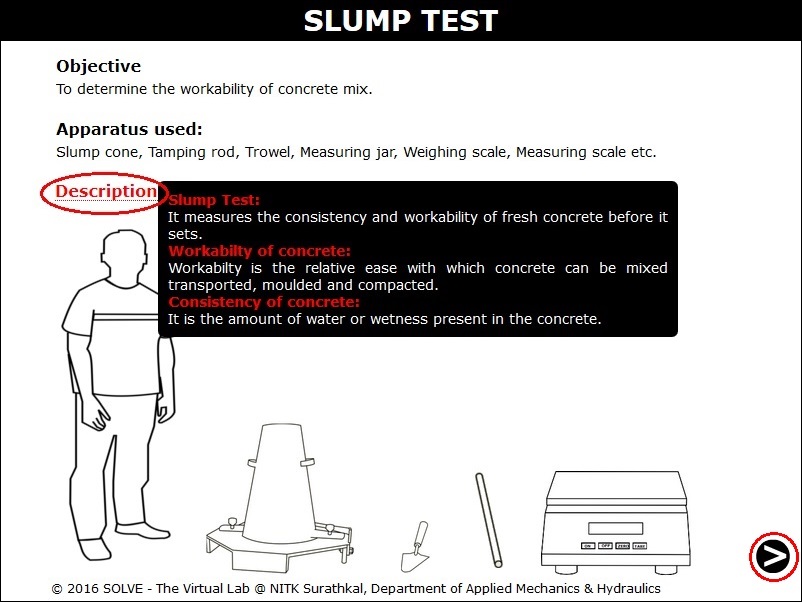 SLUMP TEST
Objective
To determine the workability of concrete mix.
Apparatus used:
Slump cone, Tamping rod, Trowel, Measuring jar, Weighing scale, Measuring scale etc.
Description
Slump Test:
It measures the consistency and workability of fresh concrete before it
sets.
Workabilty of concrete:
Workabilty is the relative ease with which concrete can be mixed
transported, moulded and compacted.
Consistency of concrete:
It is the amount of water or wetness present in the concrete.
ON OFF ZERO TARE
© 2016 SOLVE - The Virtual Lab @ NITK Surathkal, Department of Applied Mechanics & Hydraulics